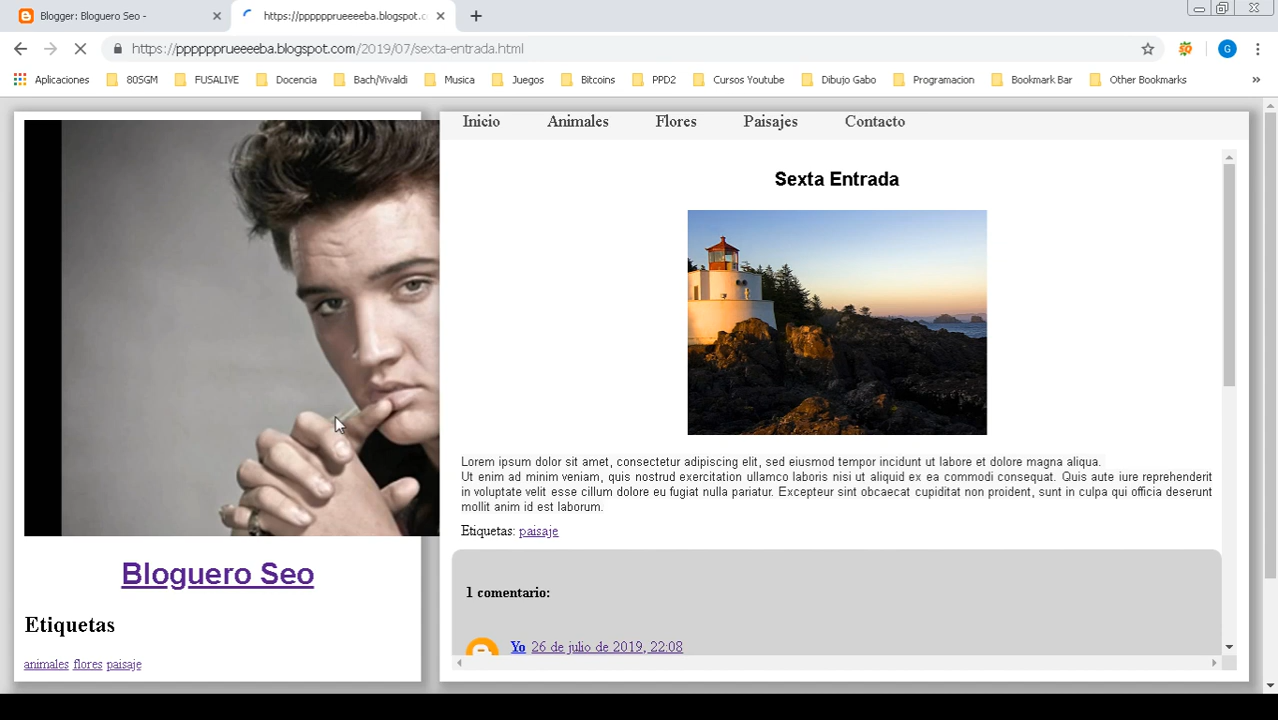 Blogger: Bloguero Seo -
https://pppppprueeeeba.blogspot.c
https://pppppprueeeeba.blogspot.com/2019/07/sexta-entrada.html
G
Aplicaciones 80SGM FUSALIVE Docencia Bach/Vivaldi Musica Juegos Bitcoins PPD2 Cursos Youtube Dibujo Gabo Programacion Bookmark Bar Other Bookmarks »
Inicio Animales Flores Paisajes Contacto
Sexta Entrada
Lorem ipsum dolor sit amet, consectetur adipiscing elit, sed eiusmod tempor incidunt ut labore et dolore magna aliqua.
Ut enim ad minim veniam, quis nostrud exercitation ullamco laboris nisi ut aliquid ex ea commodi consequat. Quis aute iure reprehenderit
in voluptate velit esse cillum dolore eu fugiat nulla pariatur. Excepteur sint obcaecat cupiditat non proident, sunt in culpa qui officia deserunt
mollit anim id est laborum.
Etiquetas: paisaje
1 comentario:
Yo 26 de julio de 2019, 22:08
Bloguero Seo
Etiquetas
animales flores paisaje